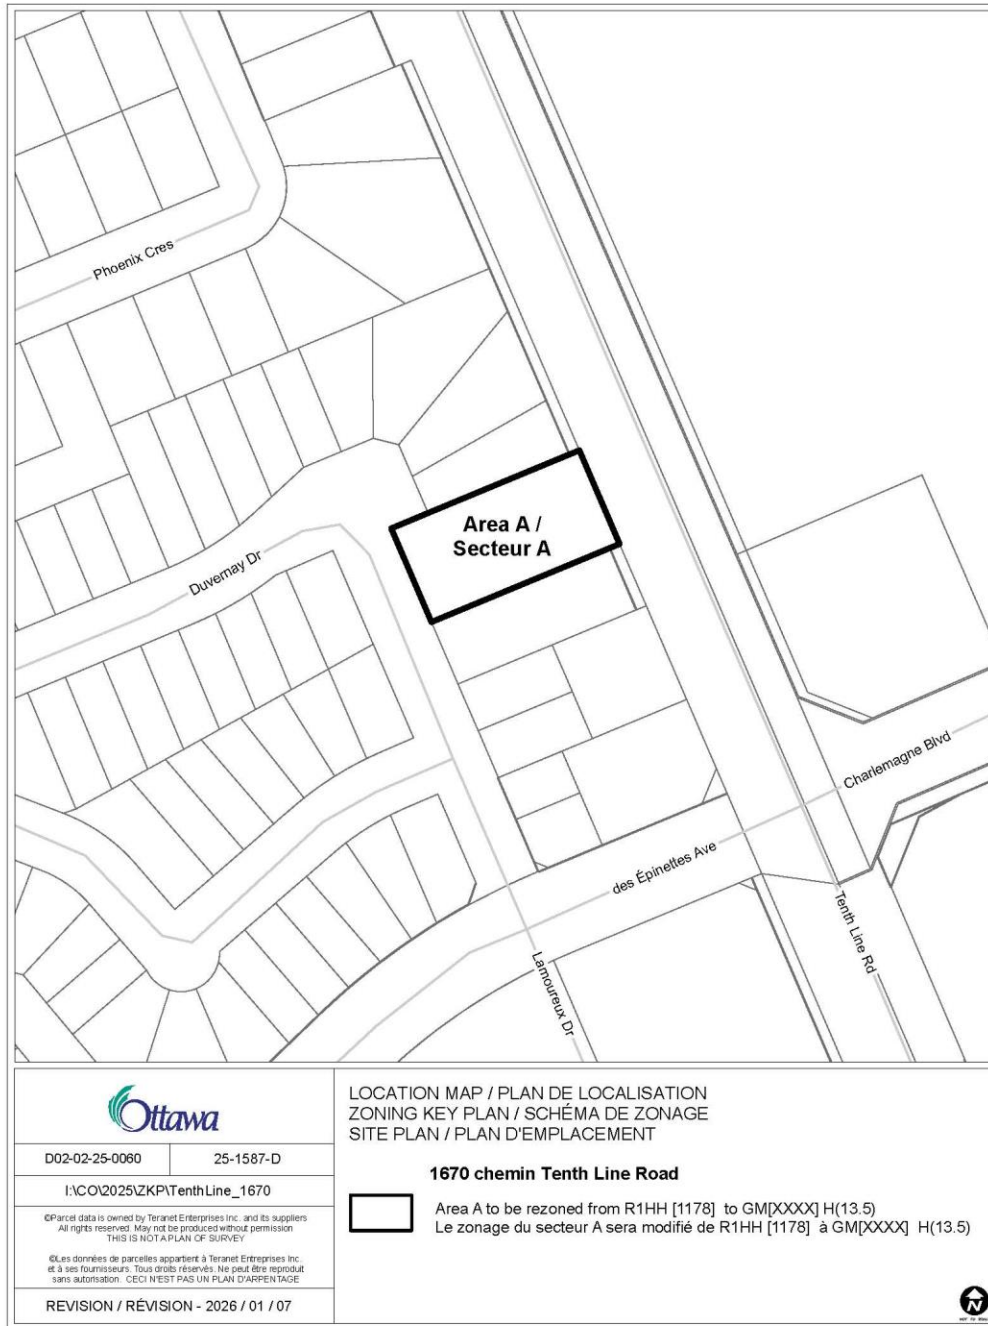 Phoenix Cres
Area A /
Secteur A
Duvernay Dr
Charlemagne Blvd
des Épinettes Ave
Tenth Line Rd
Lamoureux Dr
Ottawa
D02-02-25-0060
25-1587-D
I:\CO\2025\ZKP\TenthLine_1670
©Parcel data is owned by Teranet Enterprises Inc. and its suppliers
All rights reserved. May not be produced without permission
THIS IS NOT A PLAN OF SURVEY
©Les données de parcelles appartient à Teranet Entreprises Inc.
et à ses fournisseurs. Tous droits réservés. Ne peut être reproduit
sans autorisation. CECI N'EST PAS UN PLAN D'ARPENTAGE
REVISION / RÉVISION - 2026 / 01 / 07
LOCATION MAP / PLAN DE LOCALISATION
ZONING KEY PLAN / SCHÉMA DE ZONAGE
SITE PLAN / PLAN D'EMPLACEMENT
1670 chemin Tenth Line Road
Area A to be rezoned from R1HH [1178] to GM[XXXX] H(13.5)
Le zonage du secteur A sera modifié de R1HH [1178] à GM[XXXX] H(13.5)
N